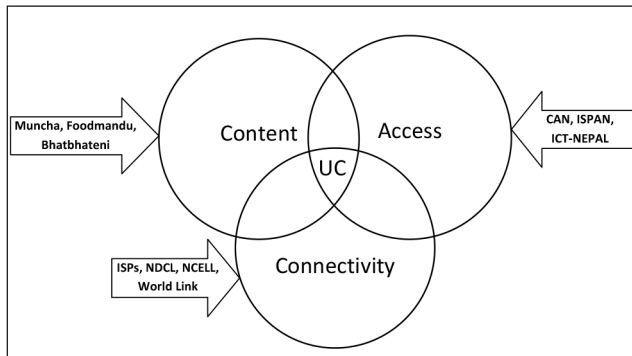 Muncha, Foodmandu,
Bhatbhateni
Content
Access
CAN, ISPAN,
ICT-NEPAL
UC
ISPs, NDCL, NCELL,
World Link
Connectivity